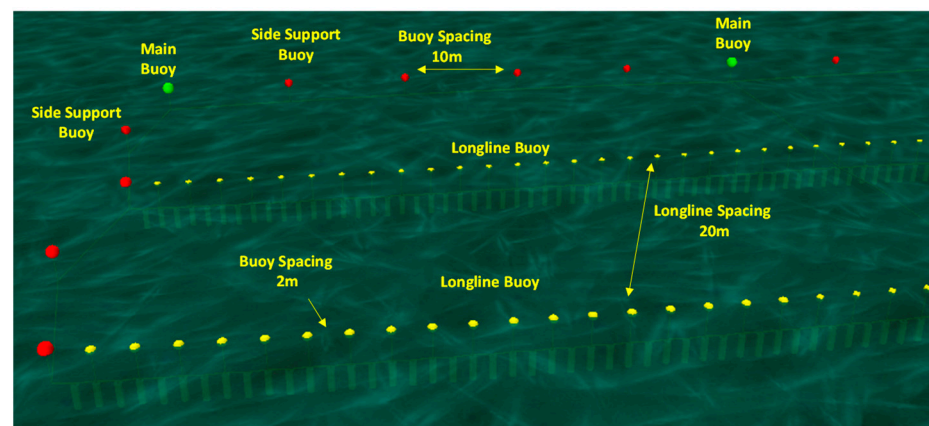 Main
Buoy
Side Support
Buoy
Buoy Spacing
10m
Main
Buoy
Side Support
Buoy
Longline Buoy
Longline Spacing
20m
Buoy Spacing
2m
Longline Buoy